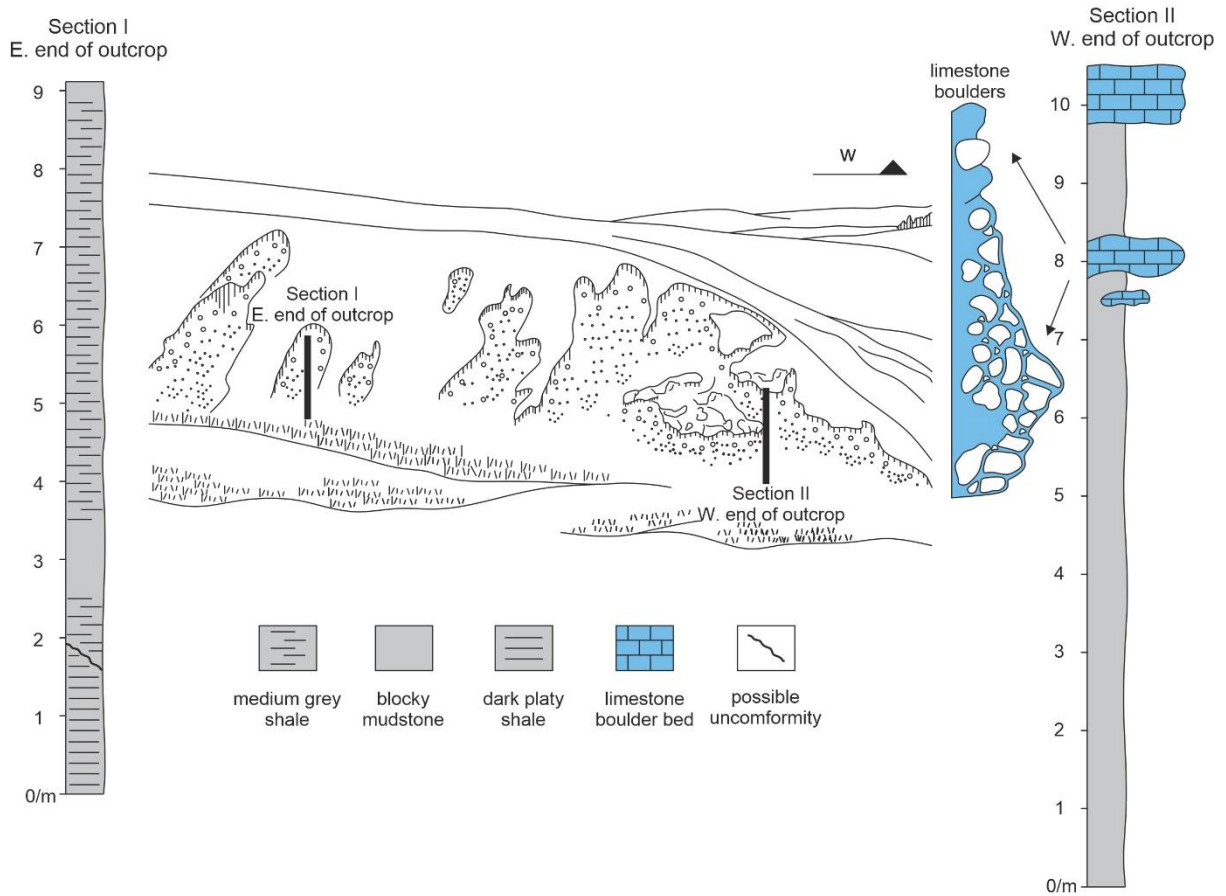 Section I
E. end of outcrop
9
8
7
6
5
4
3
2
1
0/m
W
Section I
E. end of outcrop
Section II
W. end of outcrop
medium grey
shale
blocky
mudstone
dark platy
shale
limestone
boulder bed
possible
uncomformity
limestone
boulders
Section II
W. end of outcrop
10
9
8
7
6
5
4
3
2
1
0/m